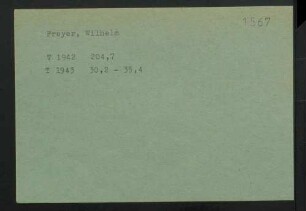 1567
Preyer, Wilhelm
T 1942 204,7
T 1943 30,2 - 35,4